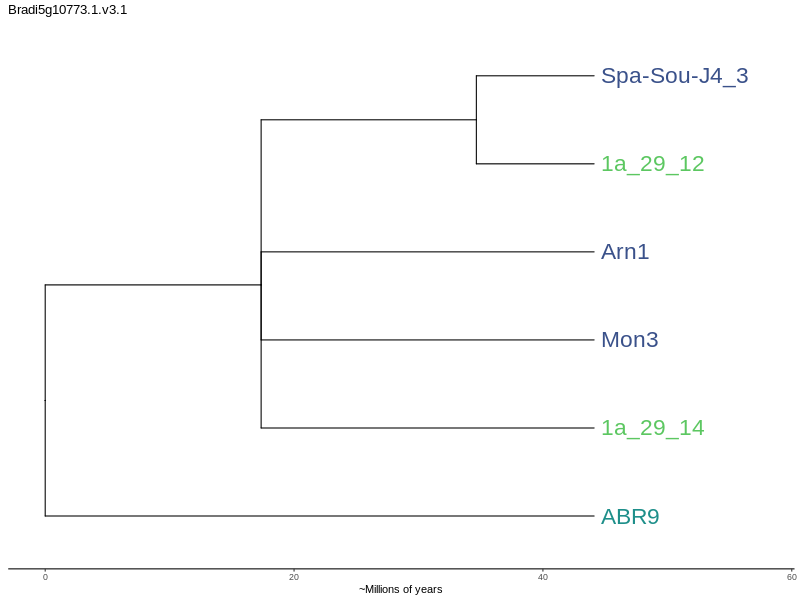 Bradi5g10773.1.v3.1
Spa-Sou-J4_3
1a_29_12
Arn1
Mon3
1a_29_14
ABR9
0 20 40 60
~Millions of years